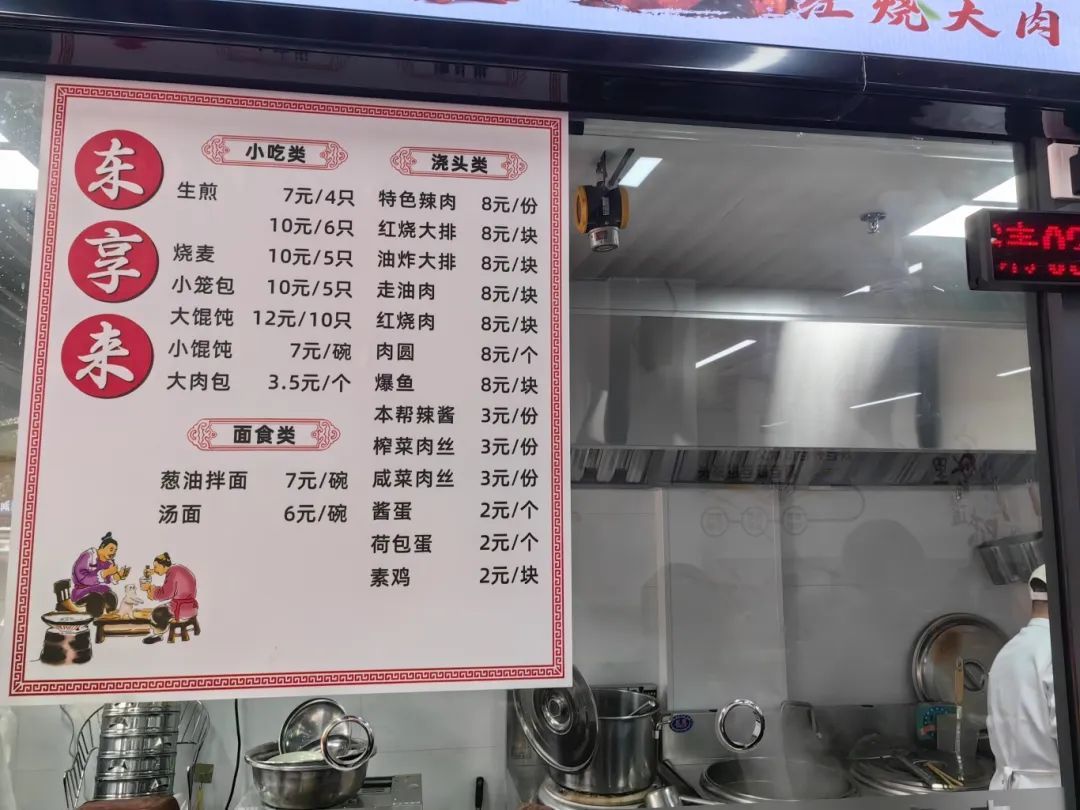 红烧大肉
东
享
来
小吃类
生煎 7元/4只
10元/6只
烧麦 10元/5只
小笼包 10元/5只
大馄饨 12元/10只
小馄饨 7元/碗
大肉包 3.5元/个
面食类
葱油拌面 7元/碗
汤面 6元/碗
浇头类
特色辣肉 8元/份
红烧大排 8元/块
油炸大排 8元/块
走油肉 8元/块
红烧肉 8元/块
肉圆 8元/个
爆鱼 8元/块
本帮辣酱 3元/份
榨菜肉丝 3元/份
咸菜肉丝 3元/份
酱蛋 2元/个
荷包蛋 2元/个
素鸡 2元/块